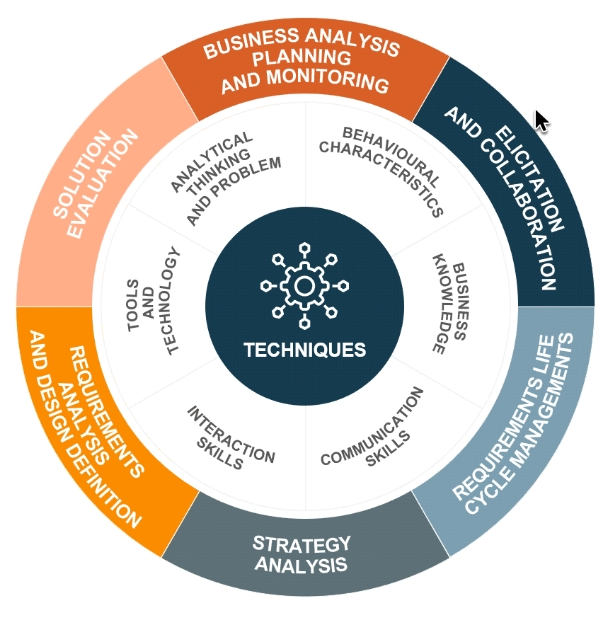 BUSINESS ANALYSIS
PLANNING
AND MONITORING
ELICITATION
AND COLLABORATION
REQUIREMENTS LIFE
CYCLE MANAGEMENTS
STRATEGY
ANALYSIS
REQUIREMENTS
ANALYSIS
AND DESIGN DEFINITION
SOLUTION
EVALUATION
ANALYTICAL
THINKING
AND PROBLEM
BEHAVIOURAL
CHARACTERISTICS
BUSINESS
KNOWLEDGE
COMMUNICATION
SKILLS
INTERACTION
SKILLS
TOOLS
AND
TECHNOLOGY
TECHNIQUES